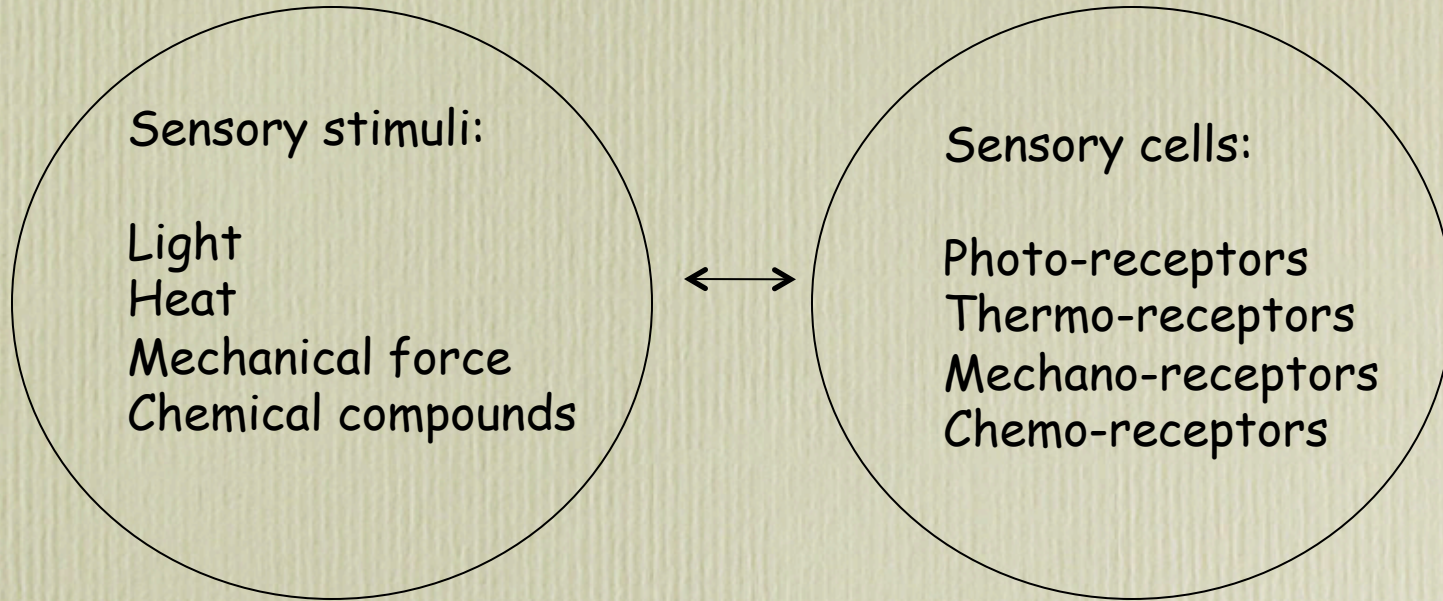 Sensory stimuli:
Light
Heat
Mechanical force
Chemical compounds
Sensory cells:
Photo-receptors
Thermo-receptors
Mechano-receptors
Chemo-receptors